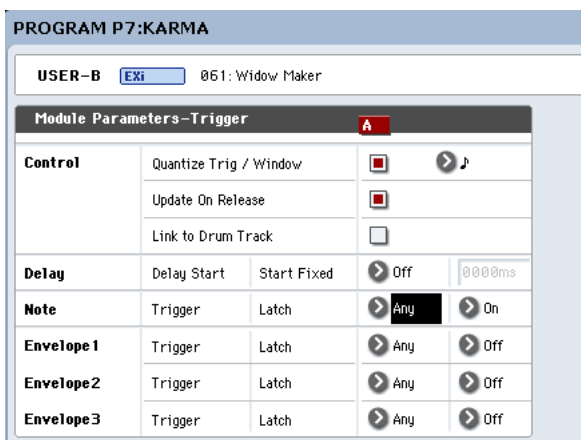 PROGRAM P7:KARMA
USER-B EXi 061: Widow Maker
Module Parameters-Trigger A
Control Quantize Trig / Window ♪
Update On Release
Link to Drum Track
Delay Delay Start Start Fixed Off 0000ms
Note Trigger Latch Any On
Envelope1 Trigger Latch Any Off
Envelope2 Trigger Latch Any Off
Envelope3 Trigger Latch Any Off